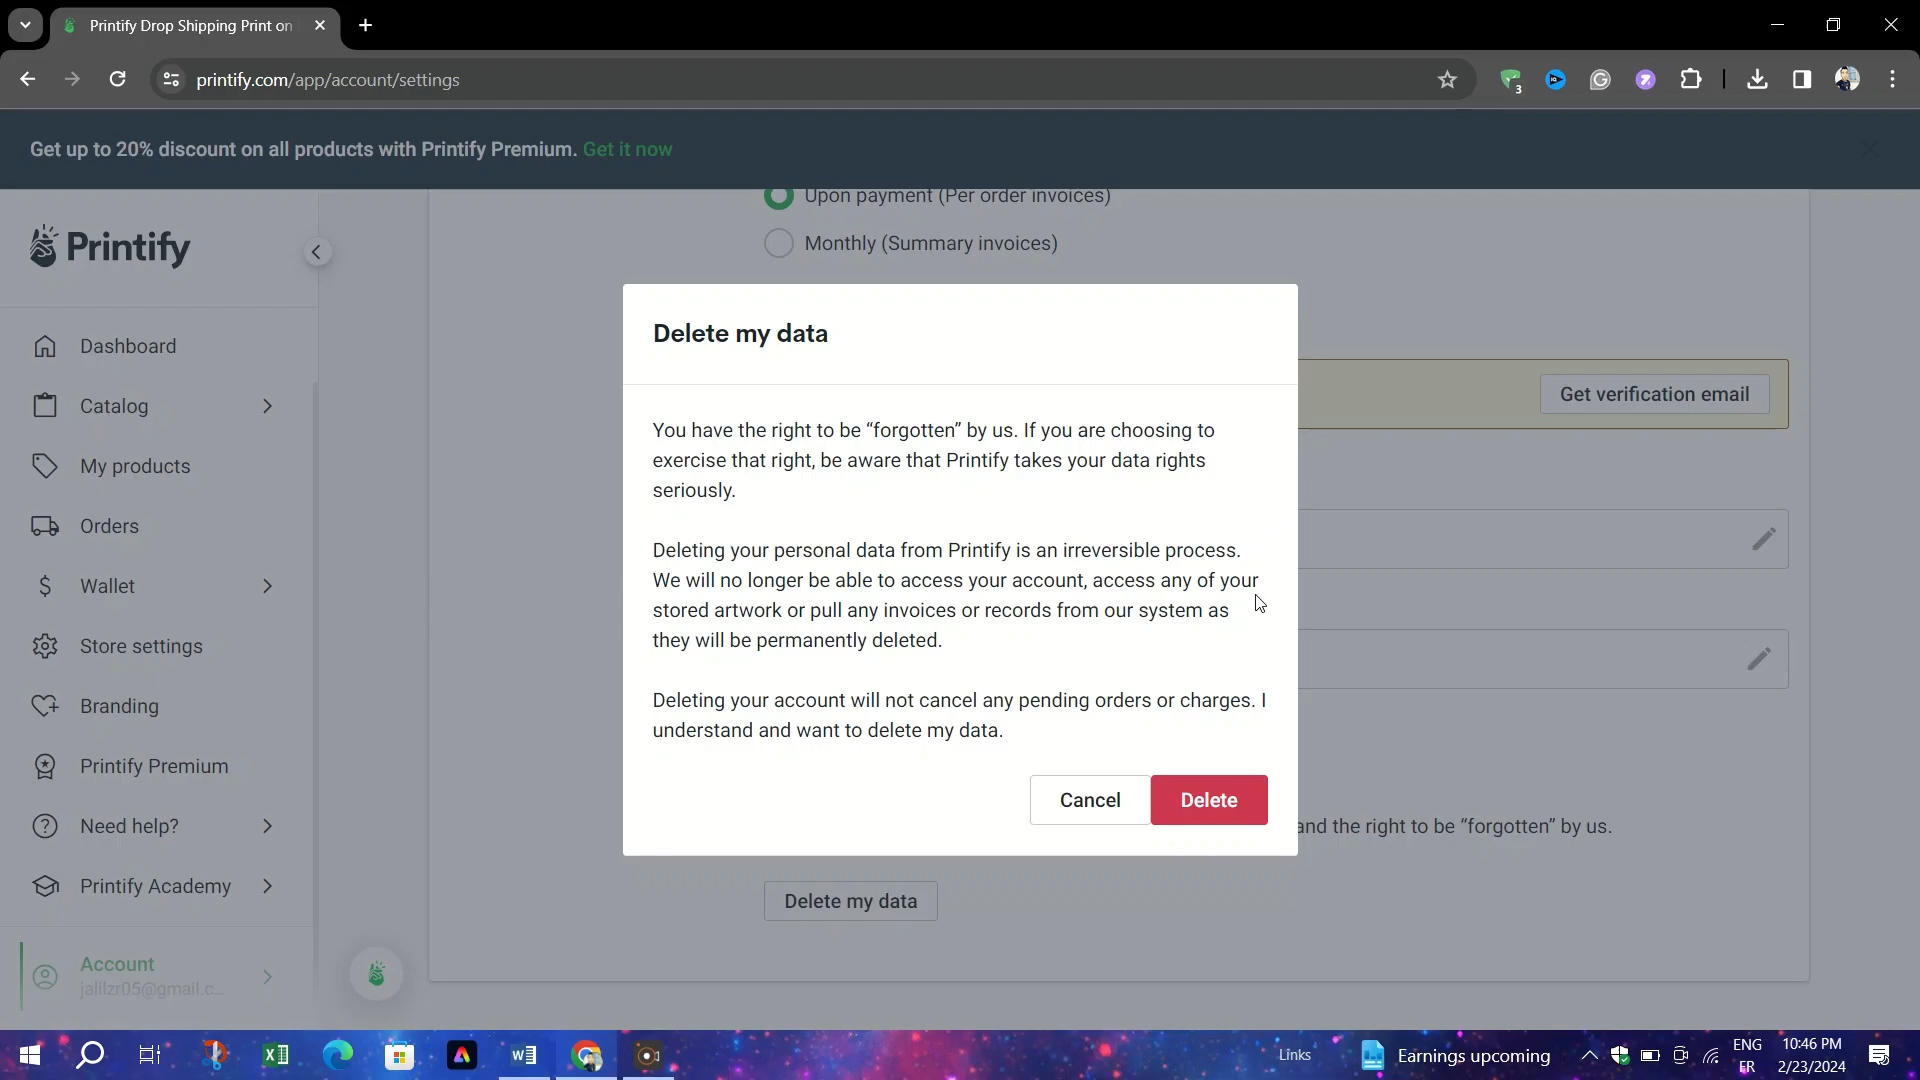 Printify Drop Shipping Print on
printify.com/app/account/settings
3
Get up to 20% discount on all products with Printify Premium. Get it now
Printify
Dashboard
Catalog
My products
Orders
Wallet
Store settings
Branding
Printify Premium
Need help?
Printify Academy
Account
jalilzr05@gmail.c...
Upon payment (Per order invoices)
Monthly (Summary invoices)
Get verification email
Delete my data
You have the right to be “forgotten” by us. If you are choosing to
exercise that right, be aware that Printify takes your data rights
seriously.
Deleting your personal data from Printify is an irreversible process.
We will no longer be able to access your account, access any of your
stored artwork or pull any invoices or records from our system as
they will be permanently deleted.
Deleting your account will not cancel any pending orders or charges. I
understand and want to delete my data.
Cancel
Delete
and the right to be “forgotten” by us.
Delete my data
Links
Earnings upcoming
ENG
FR
10:46 PM
2/23/2024